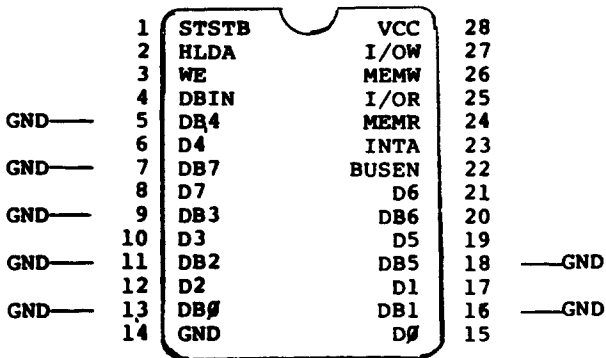 1 STSTB VCC 28
2 HLDA I/OW 27
3 WE MEMW 26
4 DBIN I/OR 25
GND 5 DB4 MEMR 24
6 D4 INTA 23
GND 7 DB7 BUSEN 22
8 D7 D6 21
GND 9 DB3 DB6 20
10 D3 D5 19
GND 11 DB2 DB5 18 GND
12 D2 D1 17
GND 13 DBØ DB1 16 GND
14 GND DØ 15